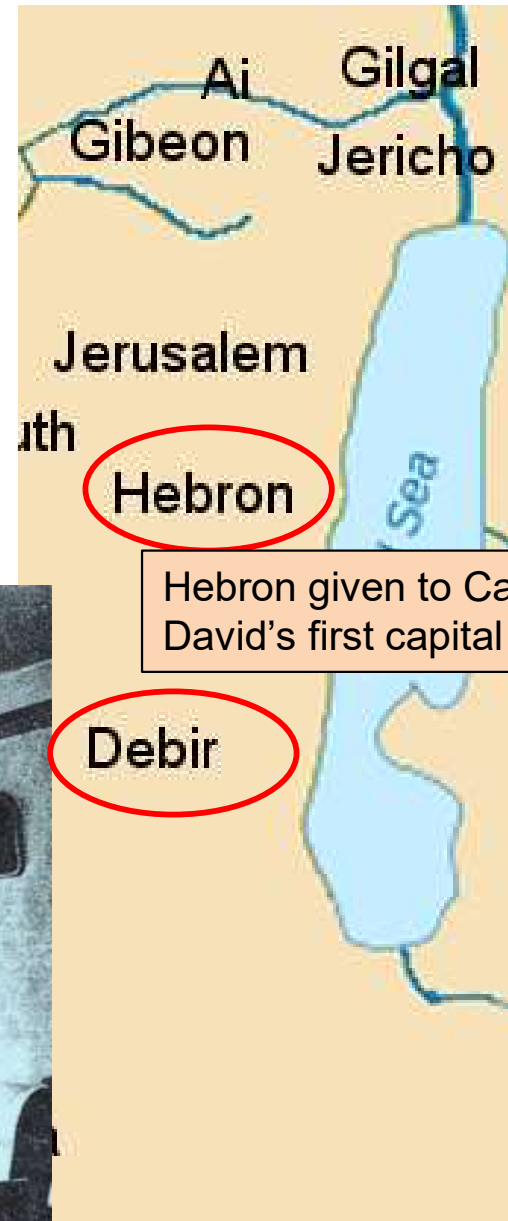 Ai
Gilgal
Gibeon
Jericho
Jerusalem
uth
Hebron
Sea
Hebron given to Ca
David’s first capital
Debir